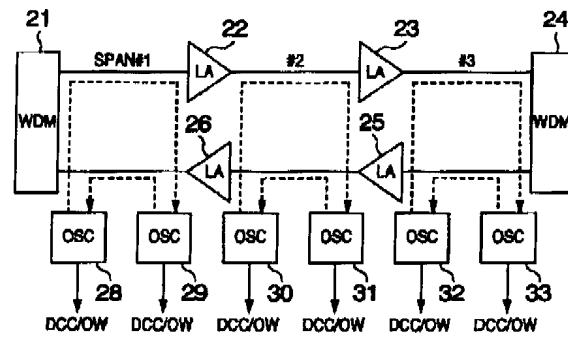 21 22 23 24
SPAN#1 #2 #3
LA LA
WDM WDM
26 25
LA LA
OSC OSC OSC OSC OSC OSC
28 29 30 31 32 33
DCC/OW DCC/OW DCC/OW DCC/OW DCC/OW DCC/OW